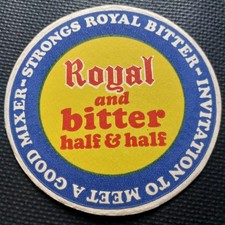 STRONGS ROYAL BITTER-INVITATION TO MEET A GOOD MIXER-
Royal
and
bitter
half & half